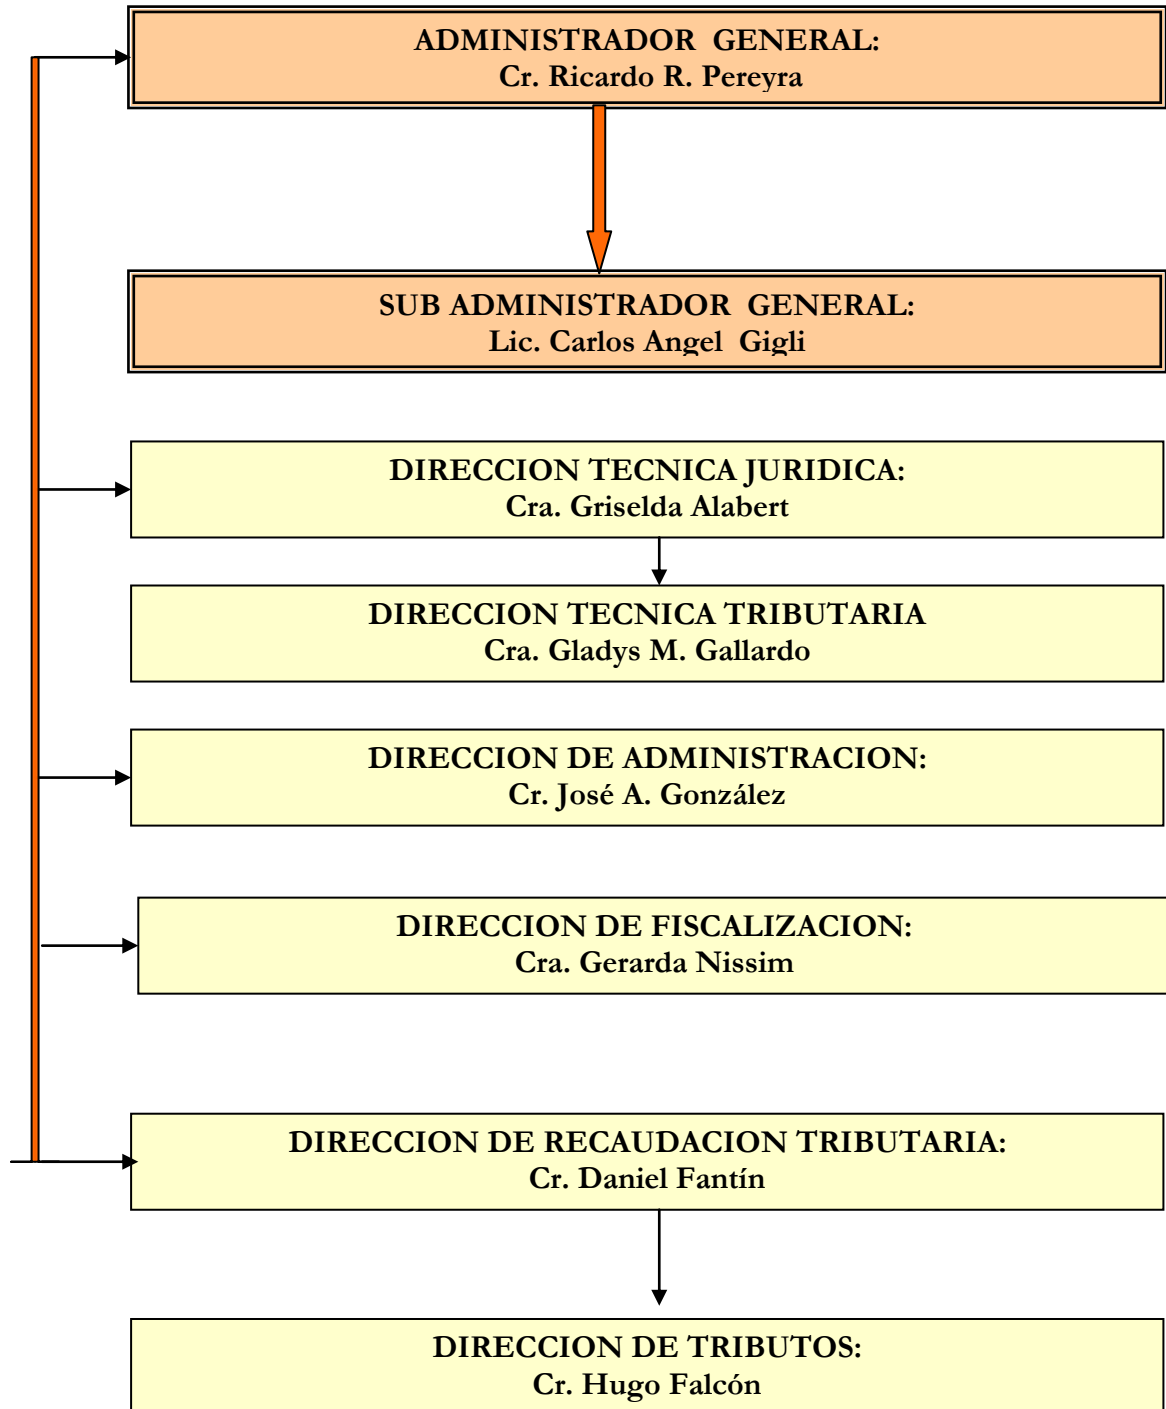 ADMINISTRADOR  GENERAL:
Cr. Ricardo R. Pereyra
SUB ADMINISTRADOR  GENERAL:
Lic. Carlos Angel  Gigli
DIRECCION TECNICA JURIDICA:
Cra. Griselda Alabert
DIRECCION TECNICA TRIBUTARIA
Cra. Gladys M. Gallardo
DIRECCION DE ADMINISTRACION:
Cr. José A. González
DIRECCION DE FISCALIZACION:
Cra. Gerarda Nissim
DIRECCION DE RECAUDACION TRIBUTARIA:
Cr. Daniel Fantín
DIRECCION DE TRIBUTOS:
Cr. Hugo Falcón